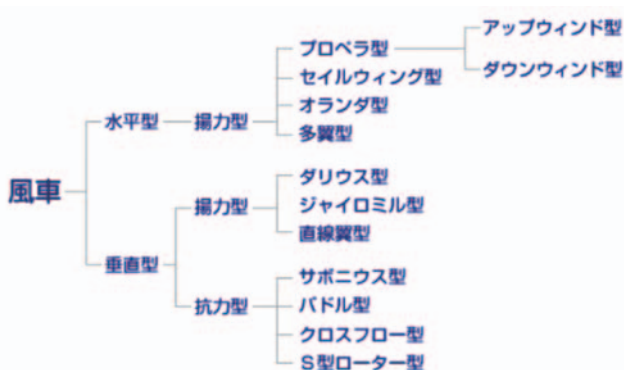 風車
水平型
揚力型
プロペラ型
アップウィンド型
ダウンウィンド型
セイルウィング型
オランダ型
多翼型
垂直型
揚力型
ダリウス型
ジャイロミル型
直線翼型
抗力型
サボニウス型
パドル型
クロスフロー型
S型ローター型